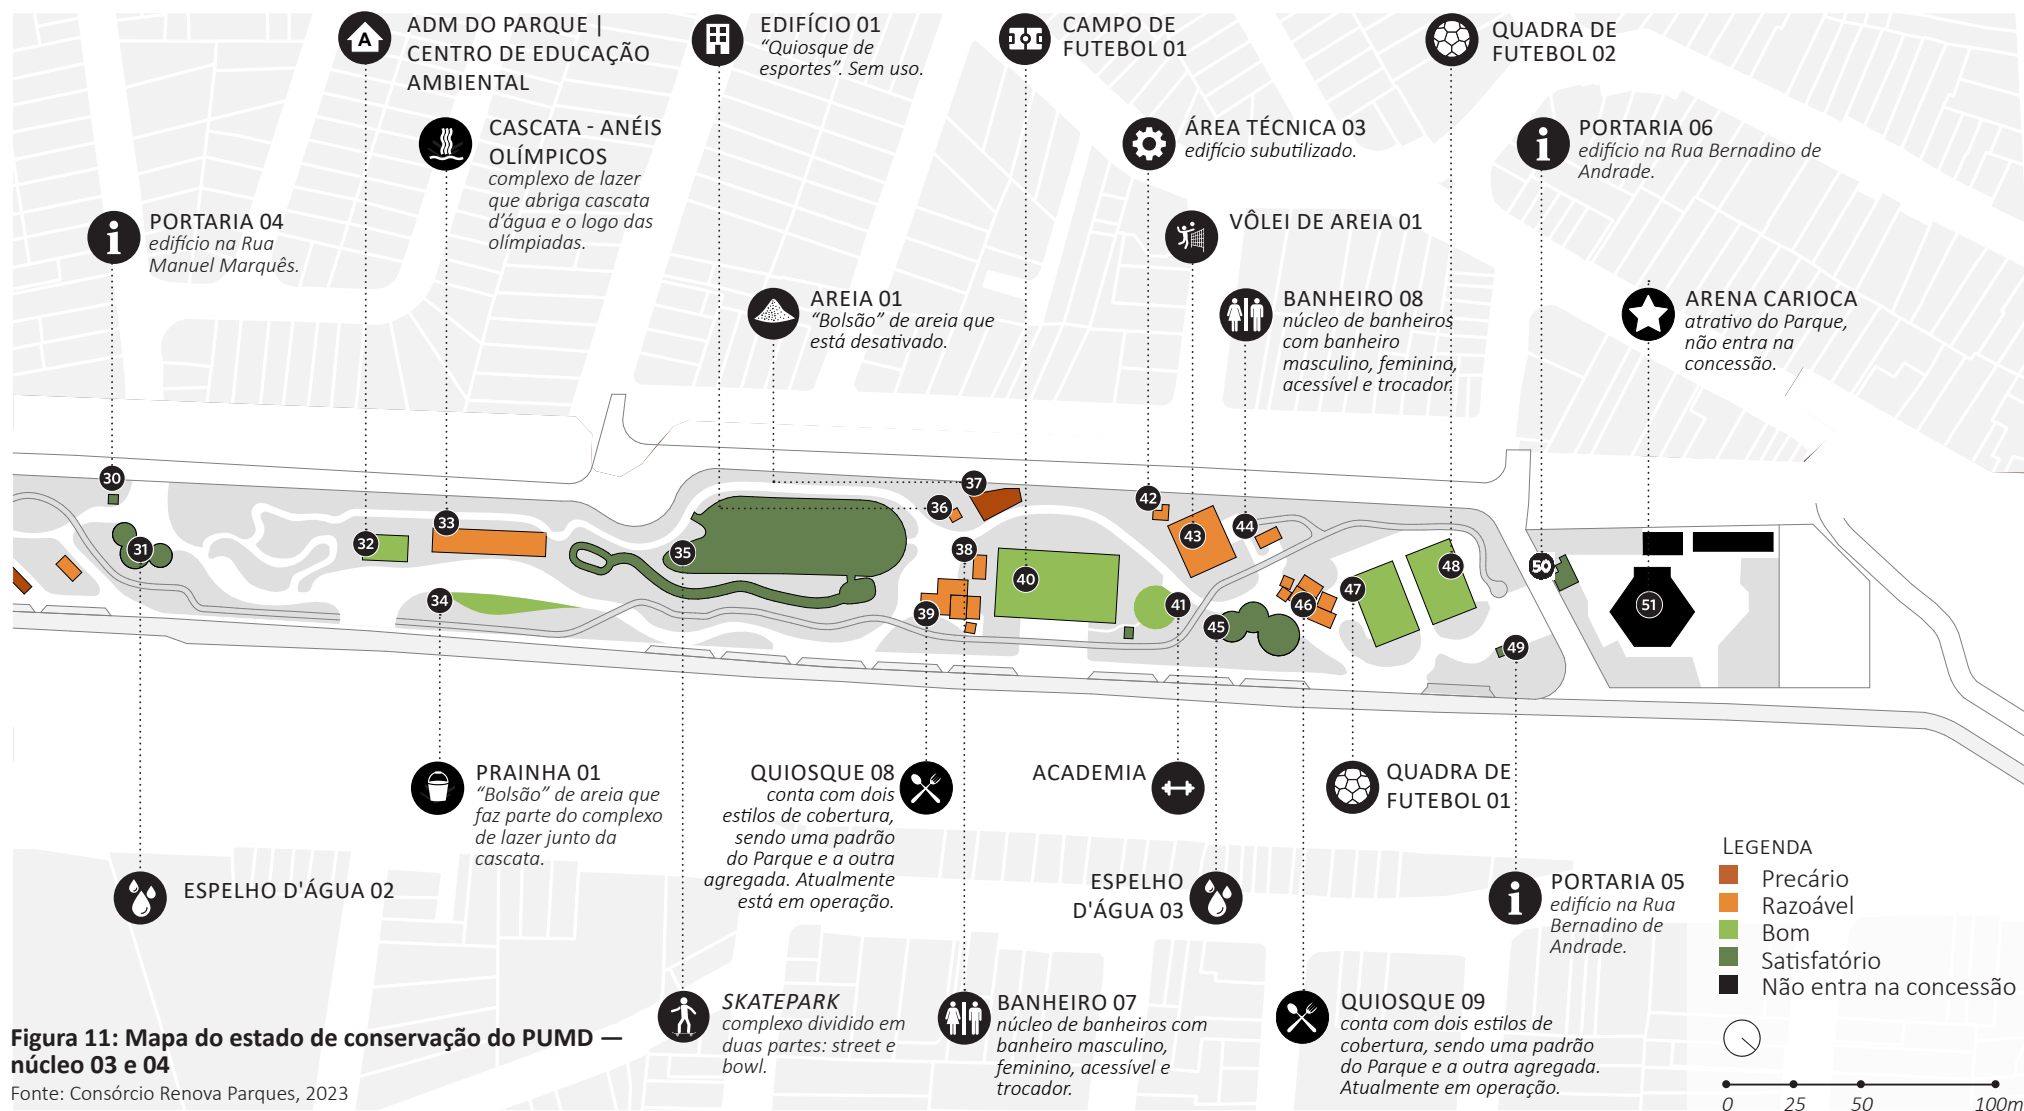 ADM DO PARQUE |
CENTRO DE EDUCAÇÃO
AMBIENTAL
A
EDIFÍCIO 01
“Quiosque de
esportes”. Sem uso.
CAMPO DE
FUTEBOL 01
QUADRA DE
FUTEBOL 02
CASCATA - ANÉIS
OLÍMPICOS
complexo de lazer
que abriga cascata
d’água e o logo das
olímpiadas.
ÁREA TÉCNICA 03
edifício subutilizado.
PORTARIA 06
edifício na Rua Bernadino de
Andrade.
PORTARIA 04
edifício na Rua
Manuel Marquês.
VÔLEI DE AREIA 01
AREIA 01
“Bolsão” de areia que
está desativado.
BANHEIRO 08
núcleo de banheiros
com banheiro
masculino, feminino,
acessível e trocador.
ARENA CARIOCA
atrativo do Parque,
não entra na
concessão.
30
31
32
33
34
35
36
37
38
39
40
41
42
43
44
45
46
47
48
49
50
51
PRAINHA 01
“Bolsão” de areia que
faz parte do complexo
de lazer junto da
cascata.
QUIOSQUE 08
conta com dois
estilos de cobertura,
sendo uma padrão
do Parque e a outra
agregada. Atualmente
está em operação.
ACADEMIA
QUADRA DE
FUTEBOL 01
ESPELHO D'ÁGUA 02
ESPELHO
D'ÁGUA 03
PORTARIA 05
edifício na Rua
Bernadino de
Andrade.
SKATEPARK
complexo dividido em
duas partes: street e
bowl.
BANHEIRO 07
núcleo de banheiros com
banheiro masculino,
feminino, acessível e
trocador.
QUIOSQUE 09
conta com dois estilos de
cobertura, sendo uma padrão
do Parque e a outra agregada.
Atualmente em operação.
LEGENDA
Precário
Razoável
Bom
Satisfatório
Não entra na concessão
0 25 50 100m
Figura 11: Mapa do estado de conservação do PUMD —
núcleo 03 e 04
Fonte: Consórcio Renova Parques, 2023